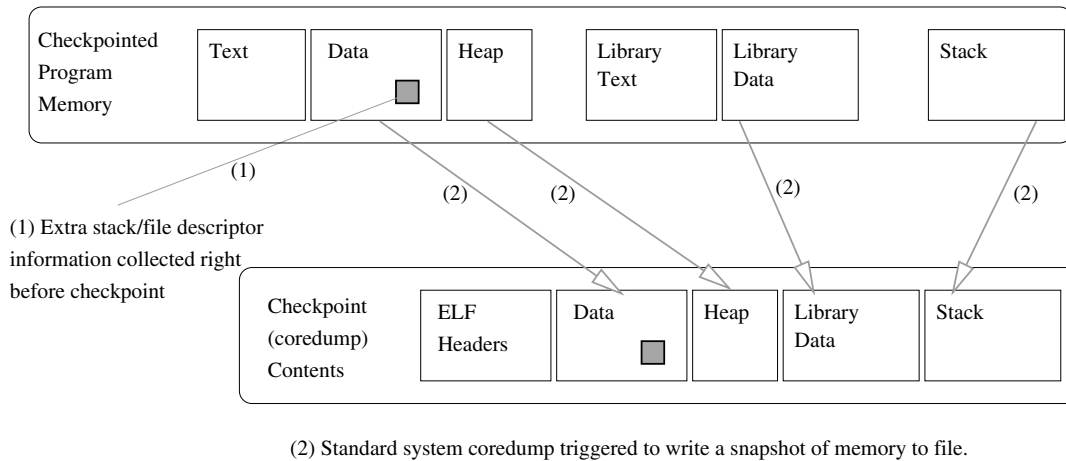 Checkpointed
Program
Memory
Text
Data
Heap
Library
Text
Library
Data
Stack
(1)
(2)
(2)
(2)
(2)
(1) Extra stack/file descriptor
information collected right
before checkpoint
Checkpoint
(coredump)
Contents
ELF
Headers
Data
Heap
Library
Data
Stack
(2) Standard system coredump triggered to write a snapshot of memory to file.